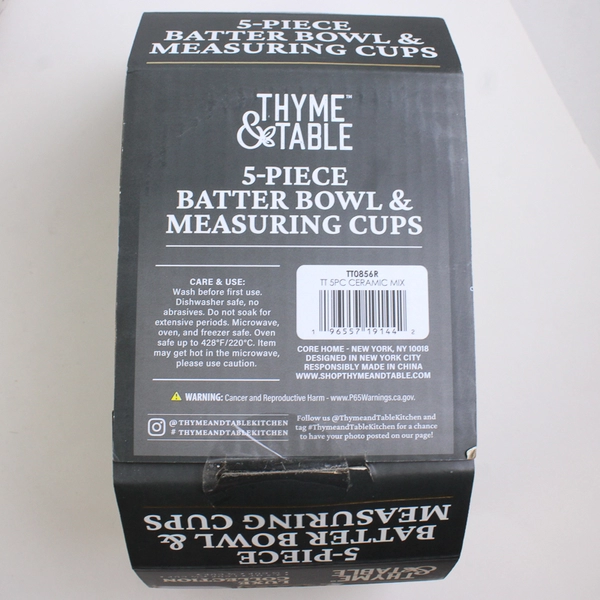 5-PIECE
BATTER BOWL &
MEASURING CUPS
THYME™
&TABLE
5-PIECE
BATTER BOWL &
MEASURING CUPS
CARE & USE:
Wash before first use.
Dishwasher safe, no
abrasives. Do not soak for
extensive periods. Microwave,
oven, and freezer safe. Oven
safe up to 428°F/220°C. Item
may get hot in the microwave,
please use caution.
TT0856R
TT 5PC CERAMIC MIX
1 96557 19144 2
CORE HOME - NEW YORK, NY 10018
DESIGNED IN NEW YORK CITY
RESPONSIBLY MADE IN CHINA
WWW.SHOPTHYMEANDTABLE.COM
WARNING: Cancer and Reproductive Harm - www.P65Warnings.ca.gov.
@THYMEANDTABLEKITCHEN
# THYMEANDTABLEKITCHEN
Follow us @ThymeandTableKitchen and
tag #ThymeandTableKitchen for a chance
to have your photo posted on our page!
5-PIECE
BATTER BOWL &
MEASURING CUPS
THYME
&TABLE
COLLECTION